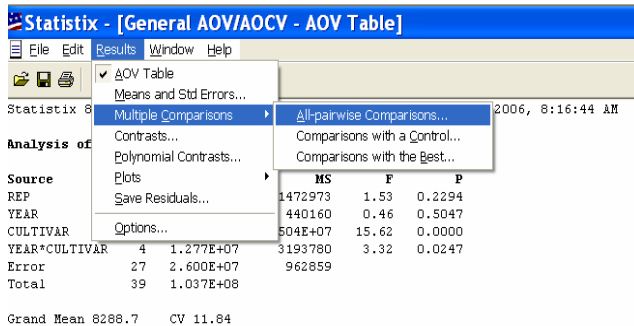 Statistix - [General AOV/AOCV - AOV Table]
File Edit Results Window Help
AOV Table
Means and Std Errors...
Multiple Comparisons
Contrasts...
Polynomial Contrasts...
Plots
Save Residuals...
Options...
All-pairwise Comparisons...
Comparisons with a Control...
Comparisons with the Best...
Statistix 8 2006, 8:16:44 AM
Analysis of
Source MS F P
REP 1472973 1.53 0.2294
YEAR 440160 0.46 0.5047
CULTIVAR 504E+07 15.62 0.0000
YEAR*CULTIVAR 4 1.277E+07 3193780 3.32 0.0247
Error 27 2.600E+07 962859
Total 39 1.037E+08
Grand Mean 8288.7 CV 11.84